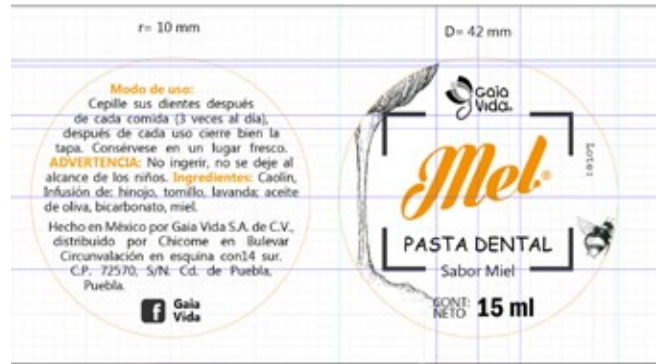 r= 10 mm
Modo de uso:
Cepille sus dientes después
de cada comida (3 veces al día),
después de cada uso cierre bien la
tapa. Consérvese en un lugar fresco.
ADVERTENCIA: No ingerir, no se deje al
alcance de los niños. Ingredientes: Caolin,
Infusión de: hinojo, tomillo, lavanda; aceite
de oliva, bicarbonato, miel.
Hecho en México por Gaia Vida S.A. de C.V.,
distribuido por Chicome en Bulevar
Circunvalación en esquina con14 sur.
C.P. 72570, S/N. Cd. de Puebla,
Puebla.
f Gaia
Vida
D= 42 mm
Gaia
Vida®
Mel®
PASTA DENTAL
Sabor Miel
CONT:
NETO 15 ml
Lote: